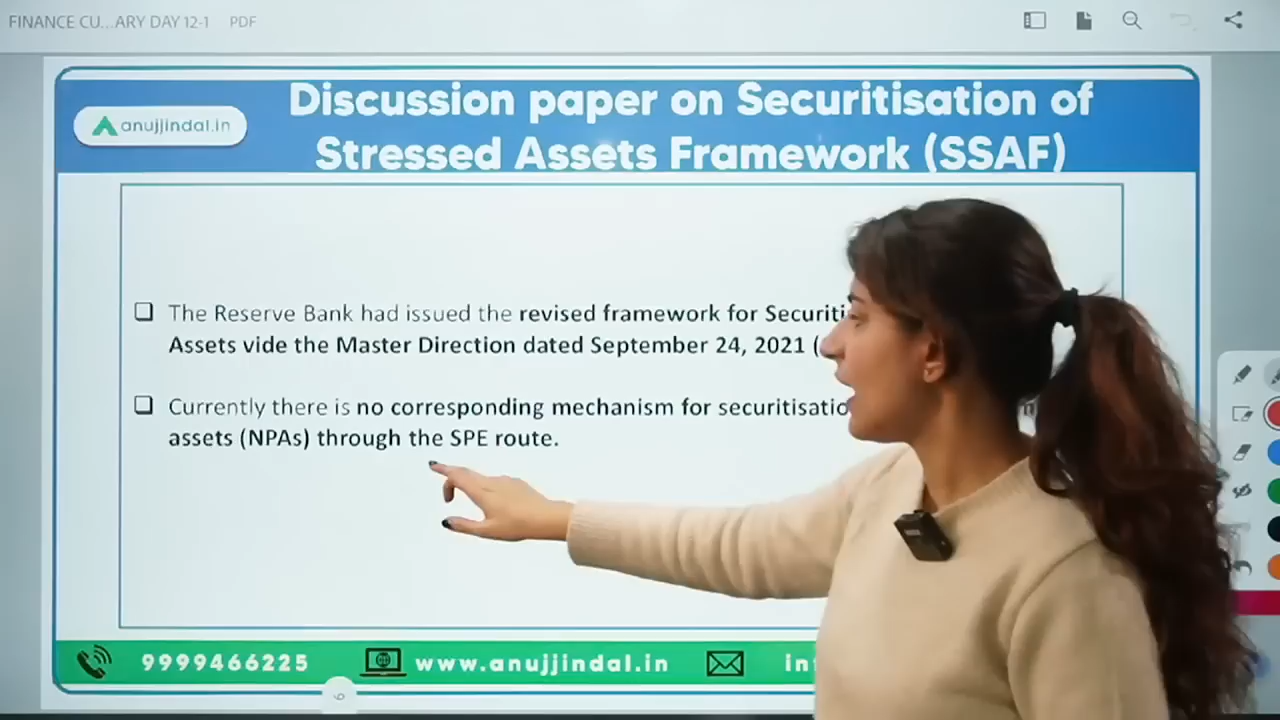 FINANCE CU...ARY DAY 12-1 PDF
anujjindal.in
Discussion paper on Securitisation of
Stressed Assets Framework (SSAF)
The Reserve Bank had issued the revised framework for
Assets vide the Master Direction dated September 24, 2021
Currently there is no corresponding mechanism for
assets (NPAs) through the SPE route.
9999466225 www.anujjindal.in